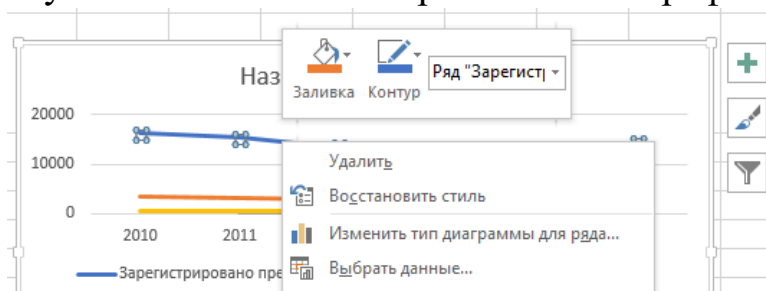 Наз
Заливка Контур Ряд "Зарегист
20000
10000
0
2010 2011
Зарегистрировано пре
Удалить
Восстановить стиль
Изменить тип диаграммы для ряда...
Выбрать данные...